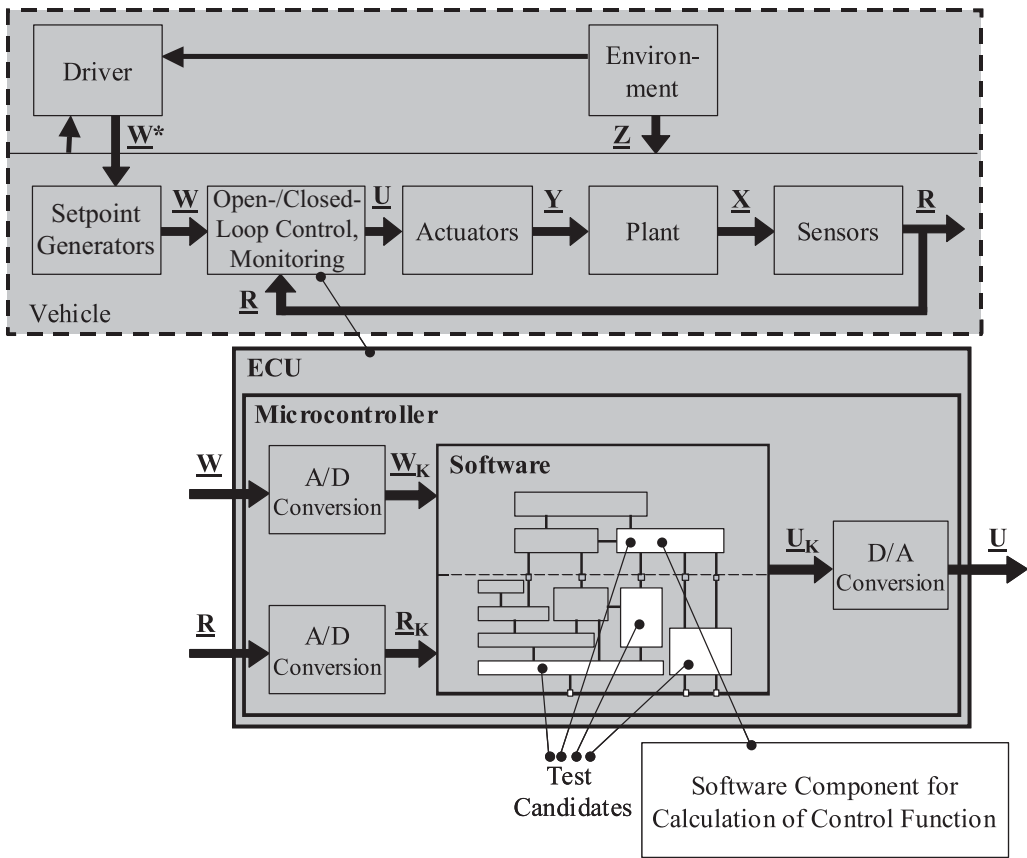 Driver
Environ-
ment
W*
Z
Setpoint
Generators
W
Open-/Closed-
Loop Control,
Monitoring
U
Actuators
Y
Plant
X
Sensors
R
R
Vehicle
ECU
Microcontroller
W
A/D
Conversion
WK
Software
UK
D/A
Conversion
U
R
A/D
Conversion
RK
Test
Candidates
Software Component for
Calculation of Control Function